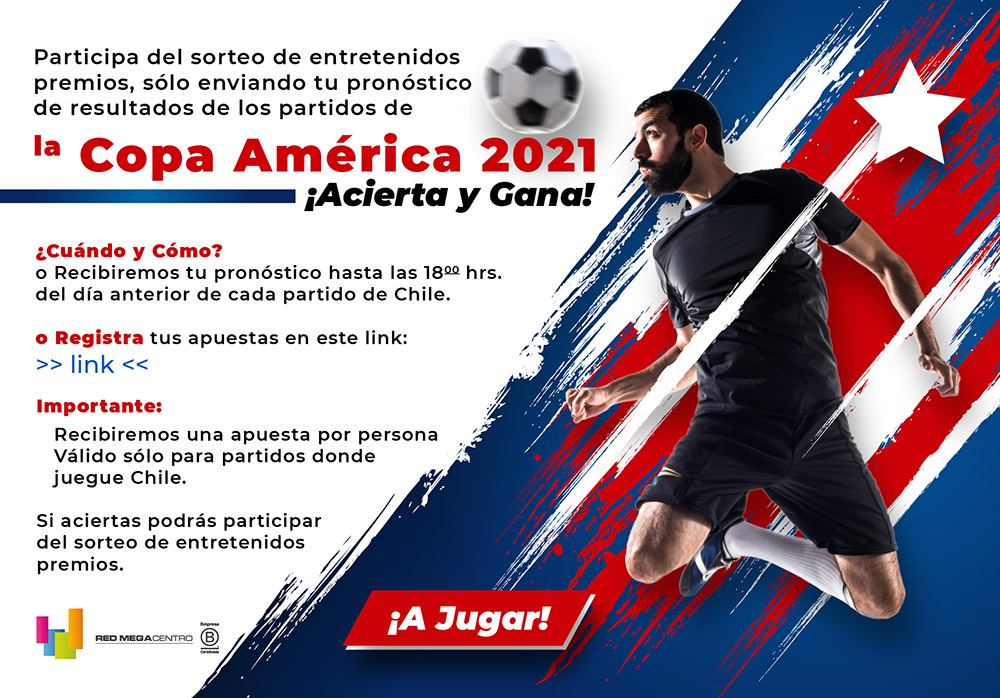 Participa del sorteo de entretenidos
premios, sólo enviando tu pronóstico
de resultados de los partidos de
la Copa América 2021
¡Acierta y Gana!
¿Cuándo y Cómo?
o Recibiremos tu pronóstico hasta las 18⁰⁰ hrs.
del día anterior de cada partido de Chile.
o Registra tus apuestas en este link:
>> link <<
Importante:
Recibiremos una apuesta por persona
Válido sólo para partidos donde
juegue Chile.
Si aciertas podrás participar
del sorteo de entretenidos
premios.
¡A Jugar!
RED MEGACENTRO
Empresa
B
Certificada